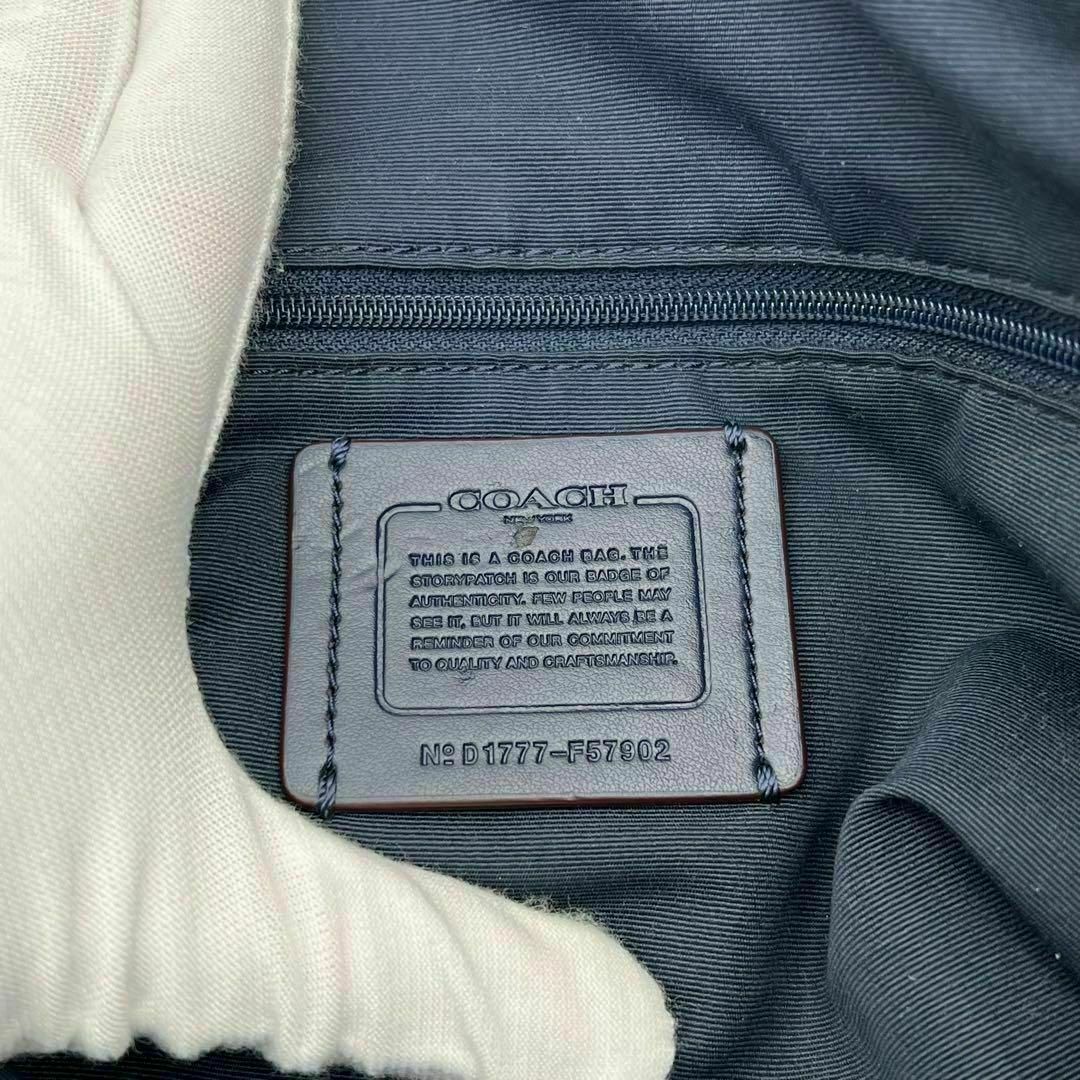 COACH
NEW YORK
THIS IS A COACH BAG. THE
STORYPATCH IS OUR BADGE OF
AUTHENTICITY. FEW PEOPLE MAY
SEE IT, BUT IT WILL ALWAYS BE A
REMINDER OF OUR COMMITMENT
TO QUALITY AND CRAFTSMANSHIP.
Nº D1777-F57902